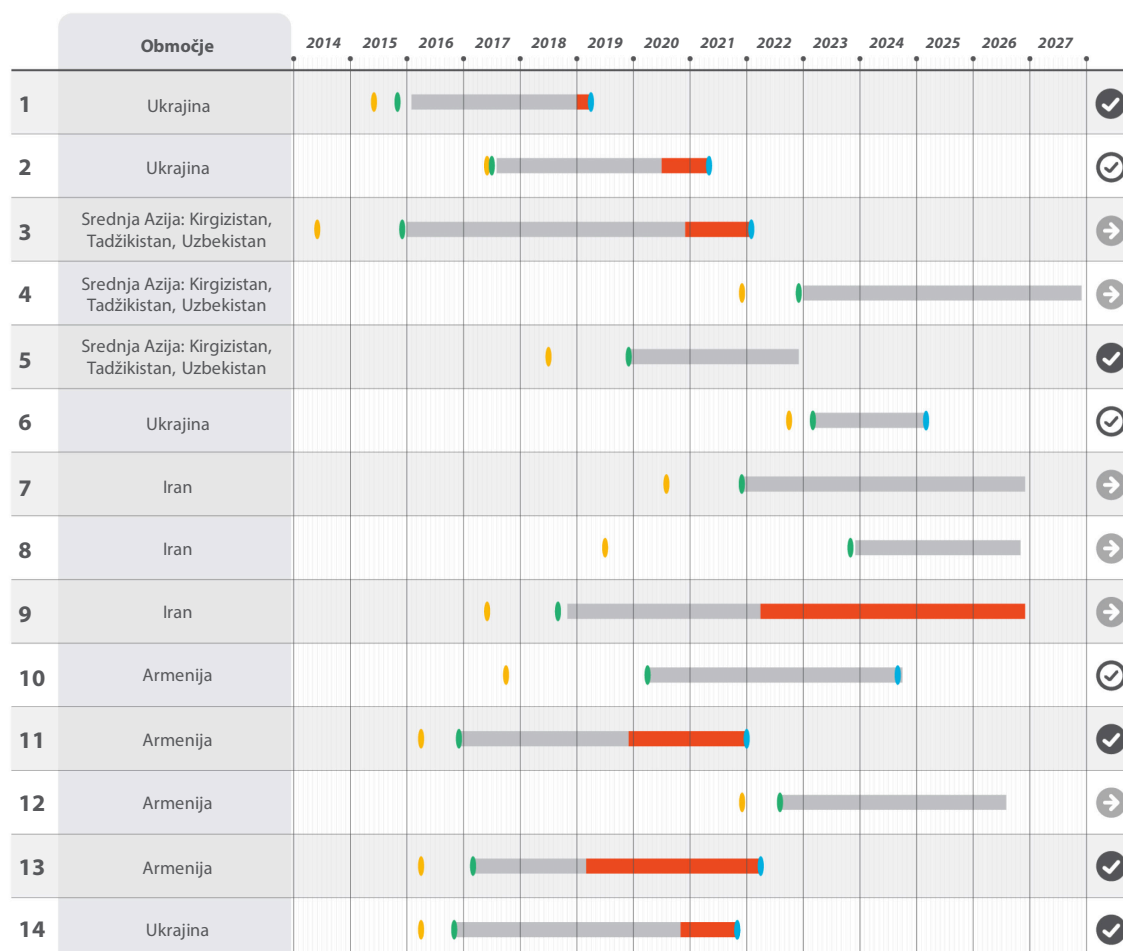 Območje 2014 2015 2016 2017 2018 2019 2020 2021 2022 2023 2024 2025 2026 2027
1 Ukrajina
2 Ukrajina
3 Srednja Azija: Kirgizistan,
Tadžikistan, Uzbekistan
4 Srednja Azija: Kirgizistan,
Tadžikistan, Uzbekistan
5 Srednja Azija: Kirgizistan,
Tadžikistan, Uzbekistan
6 Ukrajina
7 Iran
8 Iran
9 Iran
10 Armenija
11 Armenija
12 Armenija
13 Armenija
14 Ukrajina